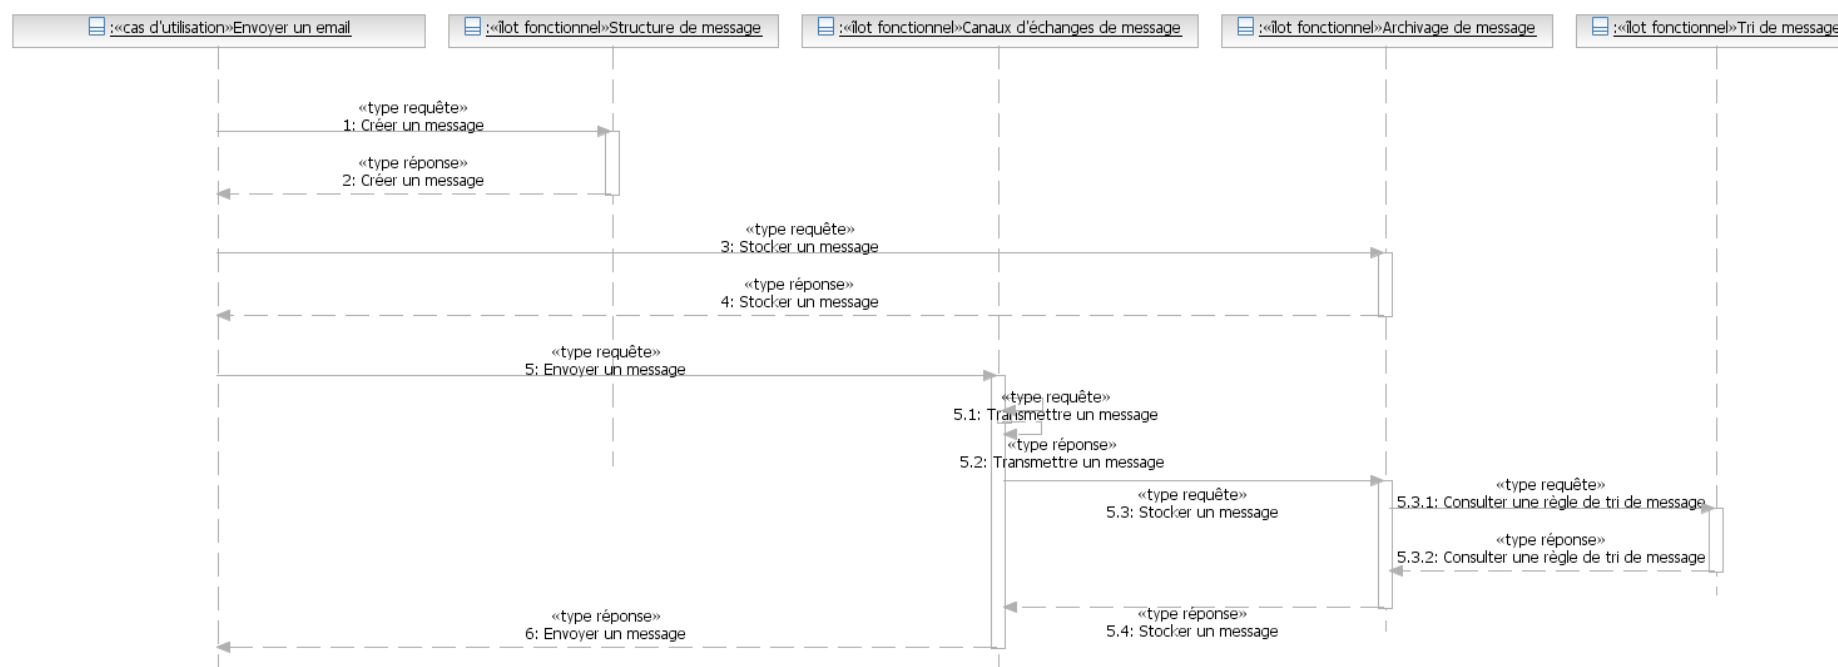 :«cas d'utilisation»Envoyer un email
:«îlot fonctionnel»Structure de message
:«îlot fonctionnel»Canaux d'échanges de message
:«îlot fonctionnel»Archivage de message
:«îlot fonctionnel»Tri de message
«type requête»
1: Créer un message
«type réponse»
2: Créer un message
«type requête»
3: Stocker un message
«type réponse»
4: Stocker un message
«type requête»
5: Envoyer un message
«type requête»
5.1: Transmettre un message
«type réponse»
5.2: Transmettre un message
«type requête»
5.3: Stocker un message
«type requête»
5.3.1: Consulter une règle de tri de message
«type réponse»
5.3.2: Consulter une règle de tri de message
«type réponse»
5.4: Stocker un message
«type réponse»
6: Envoyer un message